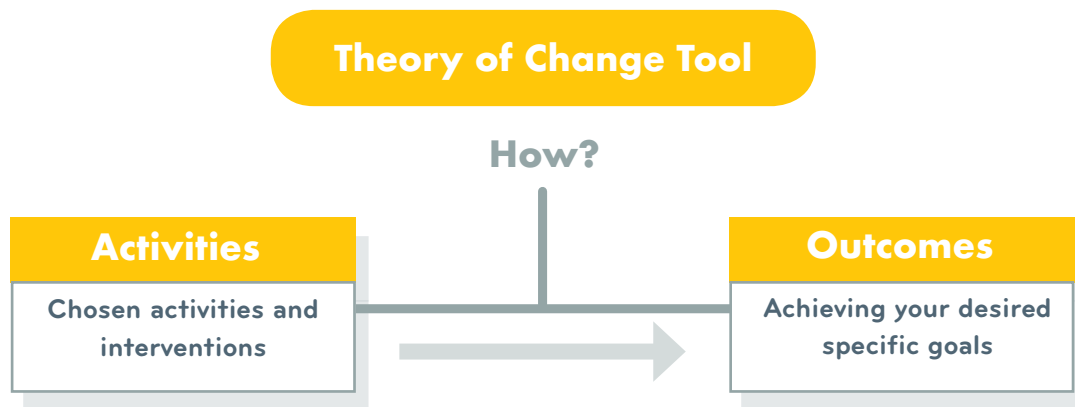 Theory of Change Tool
How?
Activities
Chosen activities and
interventions
Outcomes
Achieving your desired
specific goals